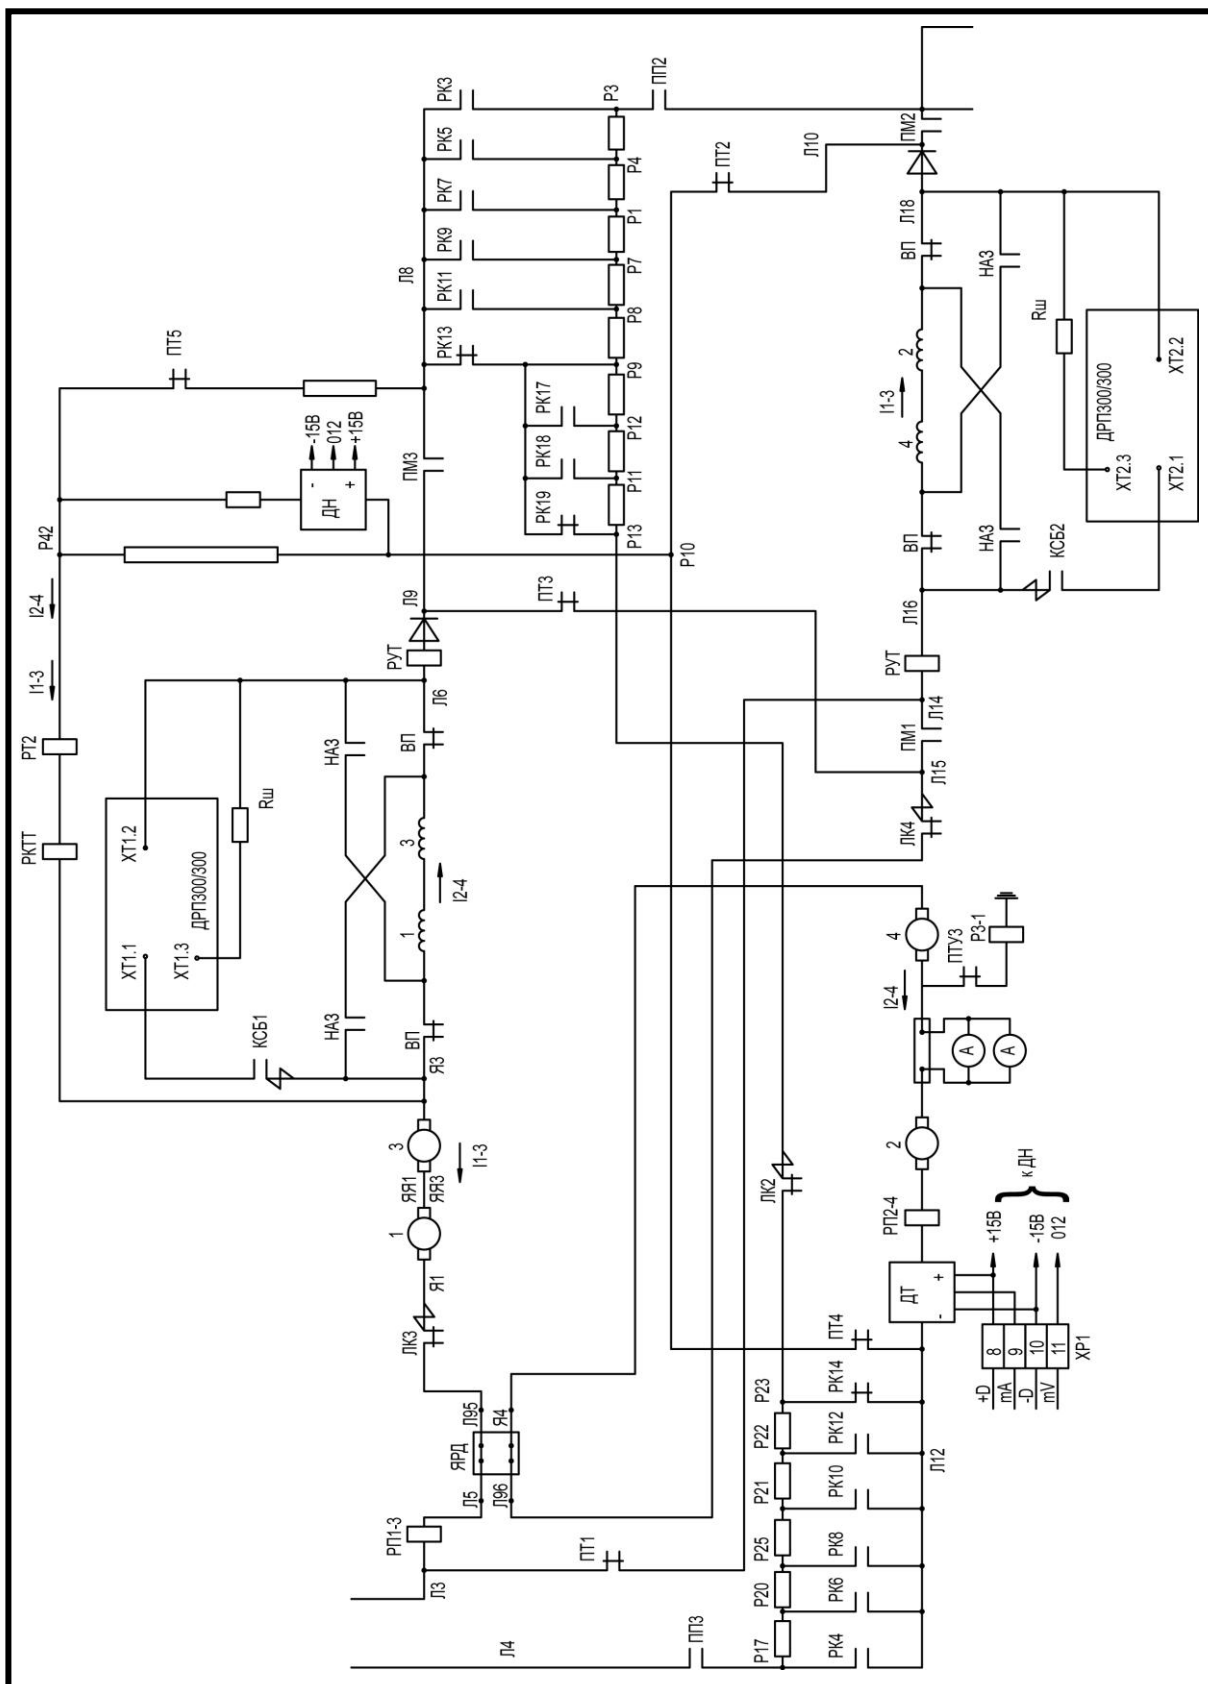 РК3
Р3
ПП2
РК5
Р4
ПМ2
Л10
ПТ2
РК7
Р1
Л18
РК9
Р7
ВП
НА3
Л8
РК11
Р8
Rш
ПТ5
РК13
Р9
2
I1-3
ДРП300/300
ХТ2.2
-15В
012
+15В
РК17
Р12
4
ПМ3
РК18
Р11
ХТ2.3
ХТ2.1
-
+
ДН
РК19
Р13
Р42
Р10
ВП
НА3
КСБ2
I2-4
Л9
ПТ3
Л16
I1-3
РУТ
РУТ
Л6
Л14
РТ2
НА3
ВП
ПМ1
Л15
Rш
РКТТ
ХТ1.2
3
ЛК4
ДРП300/300
I2-4
ХТ1.1
ХТ1.3
1
4
ПТУ3
РЗ-1
I2-4
КСБ1
НА3
ВП
Я3
А
А
3
I1-3
2
ЯЯ1
ЯЯ3
ЛК2
к ДН
1
РП2-4
+15В
-15В
012
Я1
ДТ
+
-
ЛК3
ПТ4
8
9
10
11
ХР1
Р23
РК14
+D
mA
-D
mV
Л95
Я4
Р22
РК12
ЯРД
Л12
Л5
Л96
Р21
РК10
РП1-3
ПТ1
Р25
РК8
Л3
Р20
РК6
Л4
ПП3
Р17
РК4